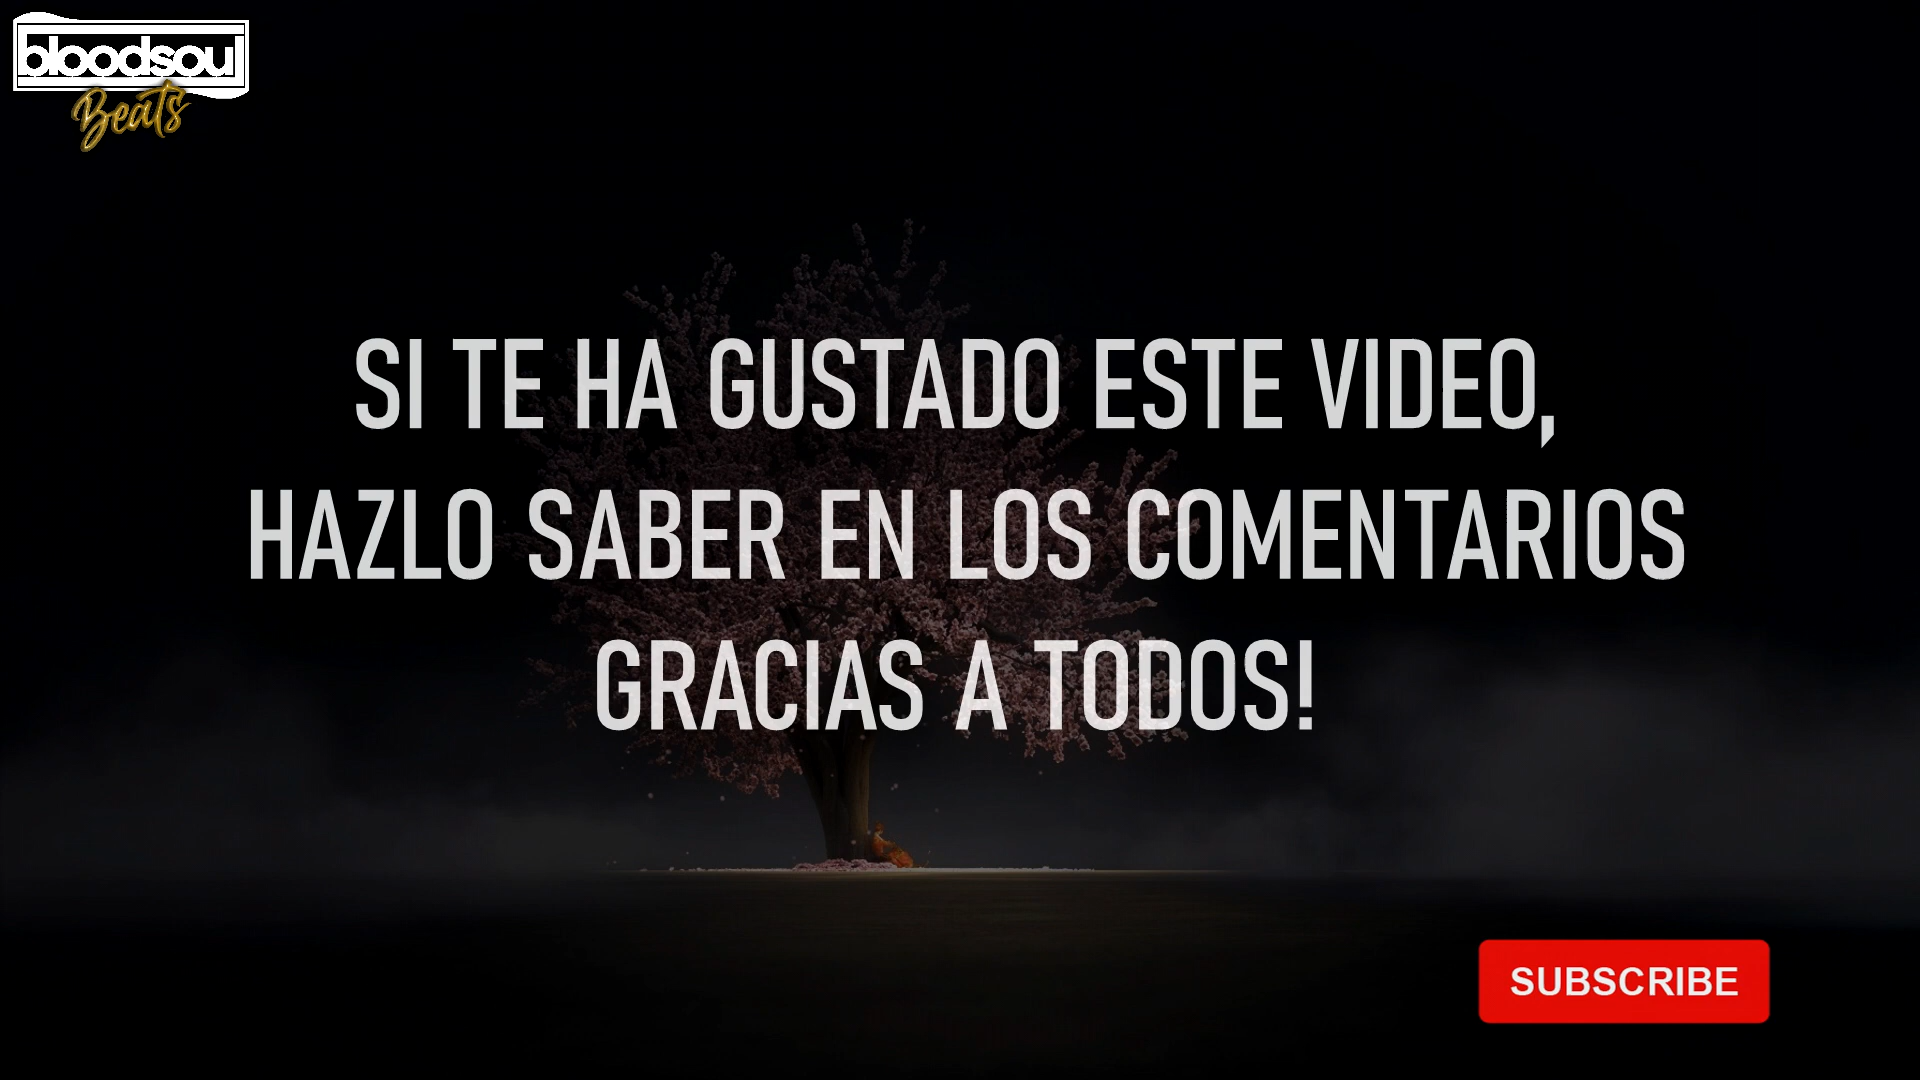 bloodsoul
Beats
SI TE HA GUSTADO ESTE VIDEO,
HAZLO SABER EN LOS COMENTARIOS
GRACIAS A TODOS!
SUBSCRIBE